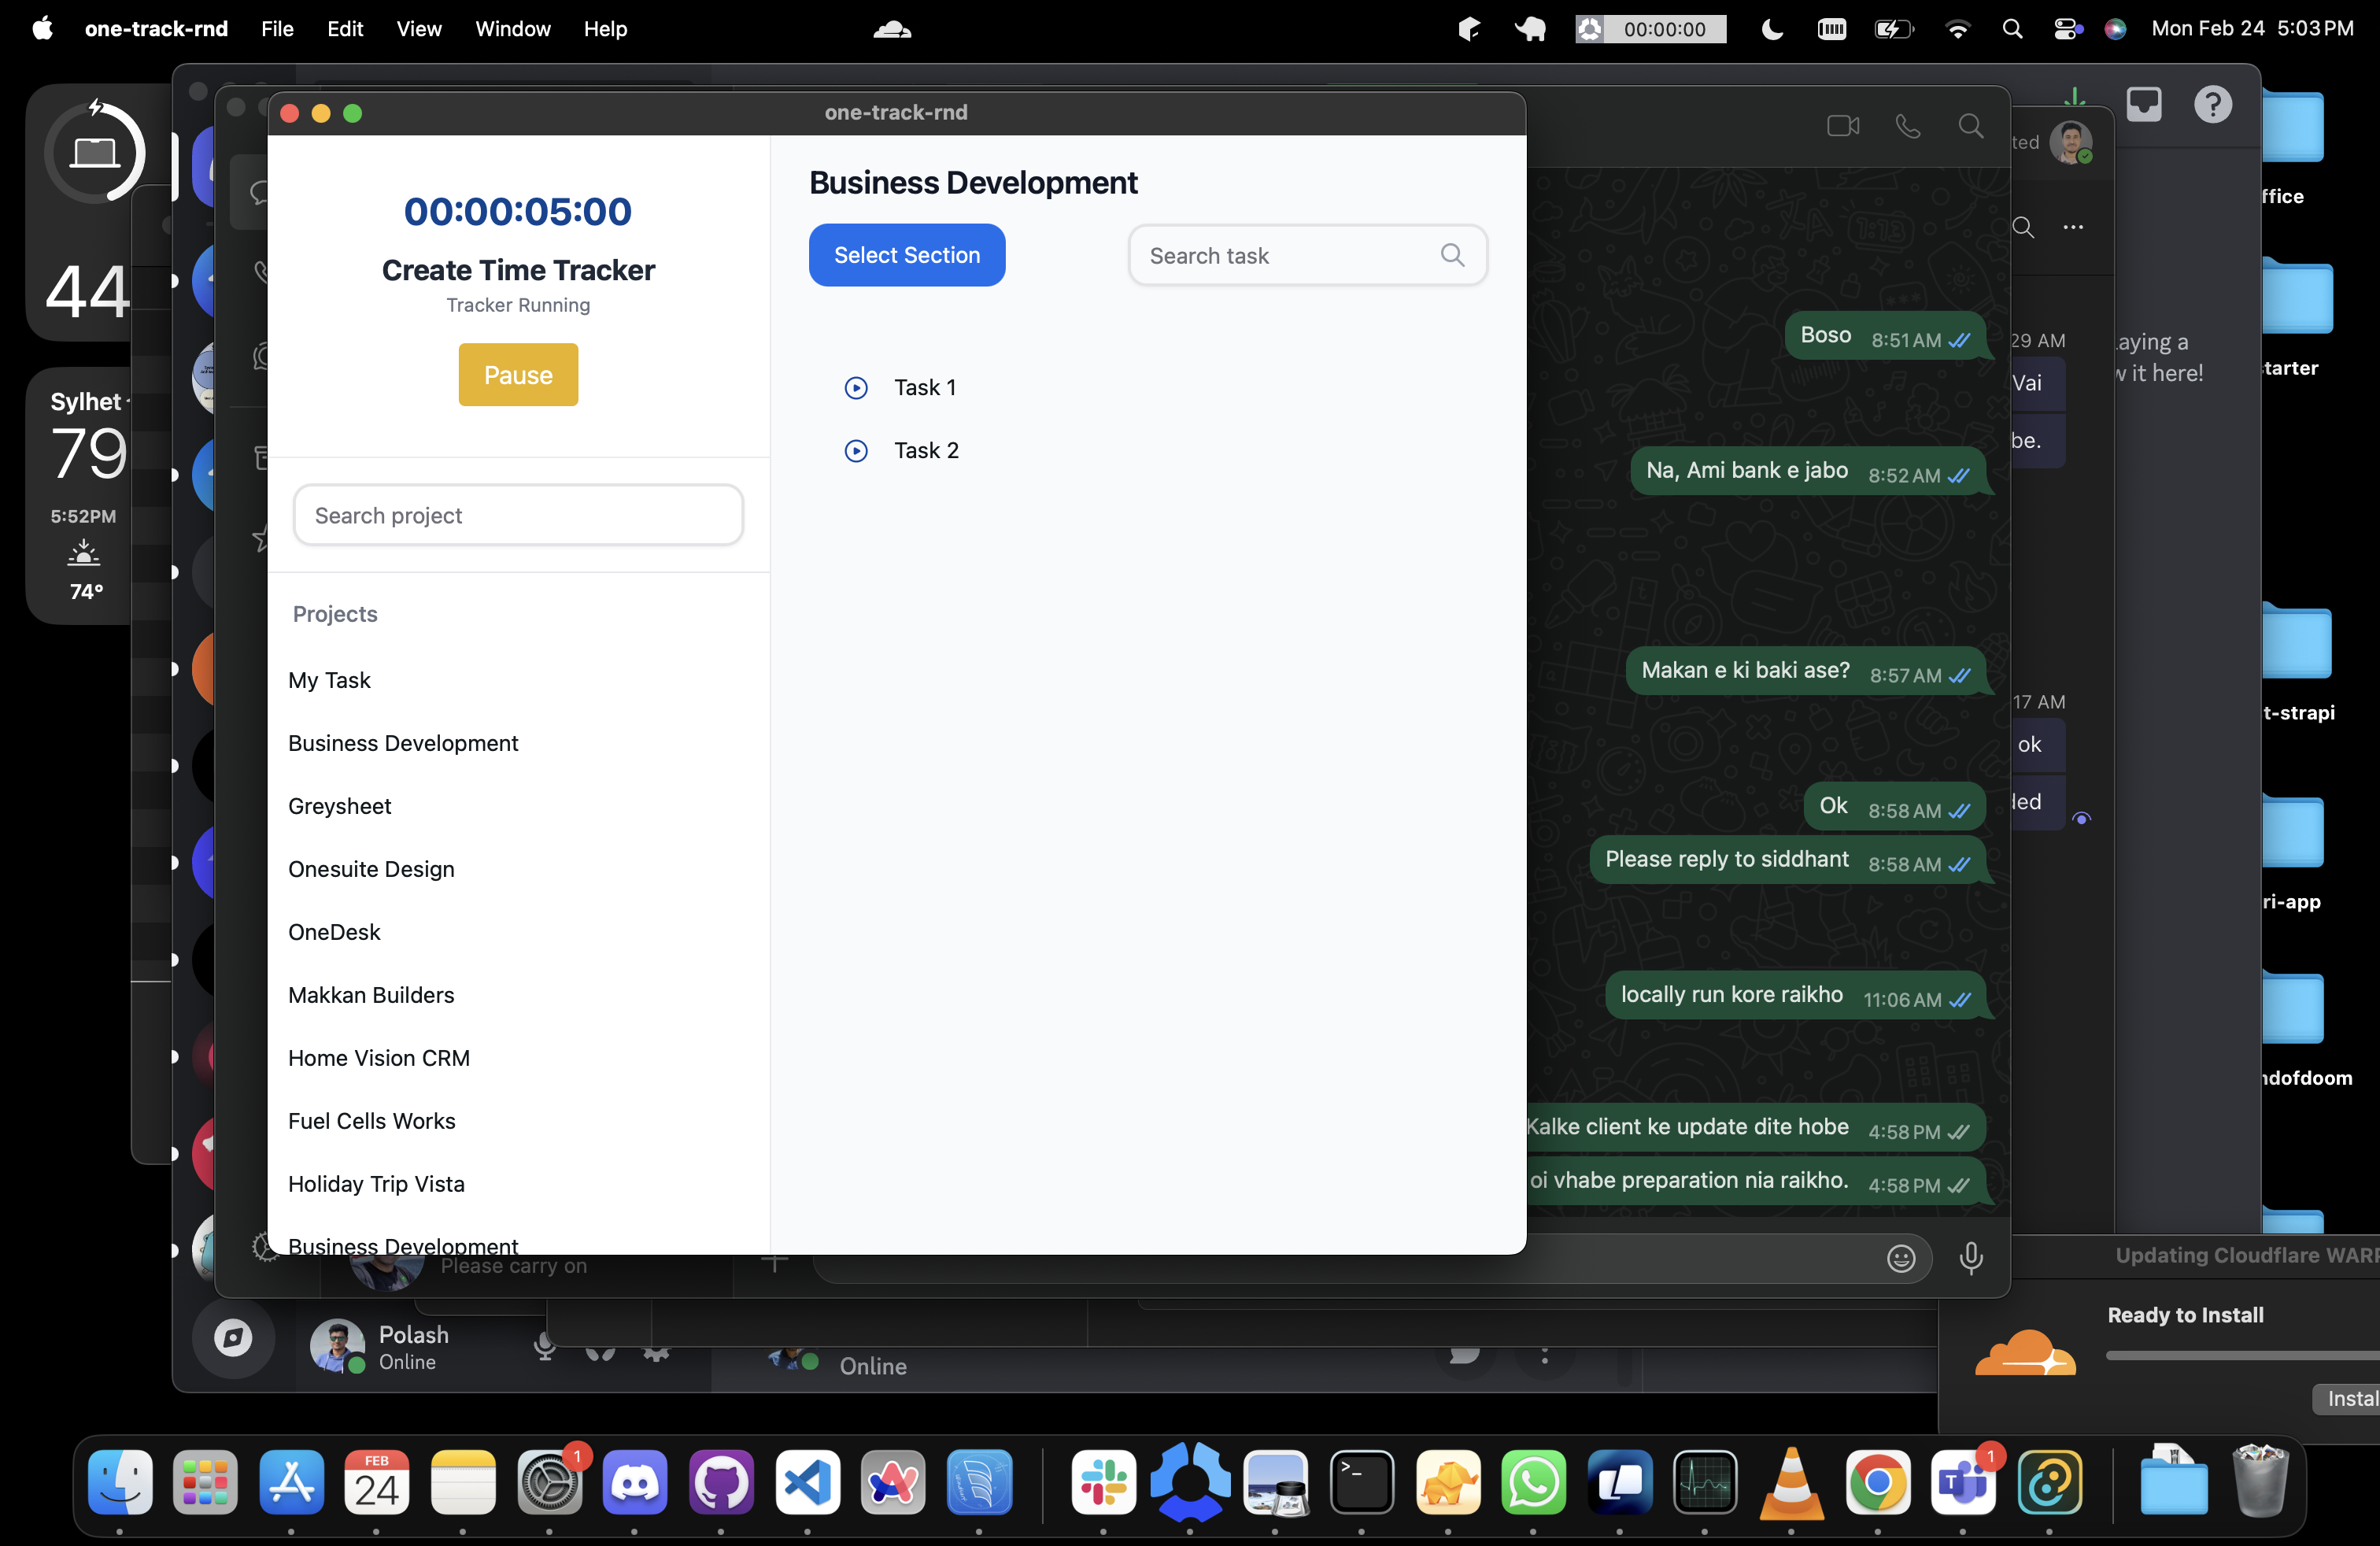 one-track-rnd File Edit View Window Help
00:00:00
Mon Feb 24 5:03 PM
44
Sylhet
79
5:52PM
74°
one-track-rnd
00:00:05:00
Create Time Tracker
Tracker Running
Pause
Search project
Projects
My Task
Business Development
Greysheet
Onesuite Design
OneDesk
Makkan Builders
Home Vision CRM
Fuel Cells Works
Holiday Trip Vista
Business Development
Business Development
Select Section
Search task
Task 1
Task 2
Boso 8:51 AM
Na, Ami bank e jabo 8:52 AM
Makan e ki baki ase? 8:57 AM
Ok 8:58 AM
Please reply to siddhant 8:58 AM
locally run kore raikho 11:06 AM
Kalke client ke update dite hobe 4:58 PM
oi vhabe preparation nia raikho. 4:58 PM
ted
29 AM
Vai
be.
17 AM
ok
ded
aying a
w it here!
ffice
tarter
t-strapi
ri-app
ndofdoom
Please carry on
Polash
Online
Online
Updating Cloudflare WARP
Ready to Install
Instal
1
FEB
24
1